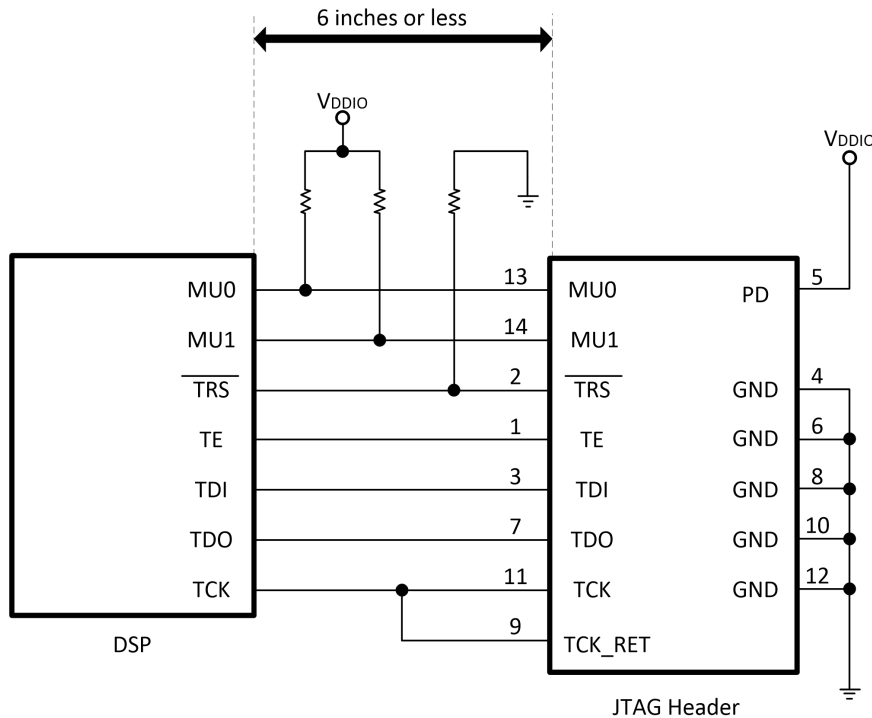 6 inches or less
VDDIO
VDDIO
MU0 13 MU0 PD 5
MU1 14 MU1
TRS 2 TRS GND 4
TE 1 TE GND 6
TDI 3 TDI GND 8
TDO 7 TDO GND 10
TCK 11 TCK GND 12
9 TCK_RET
DSP
JTAG Header